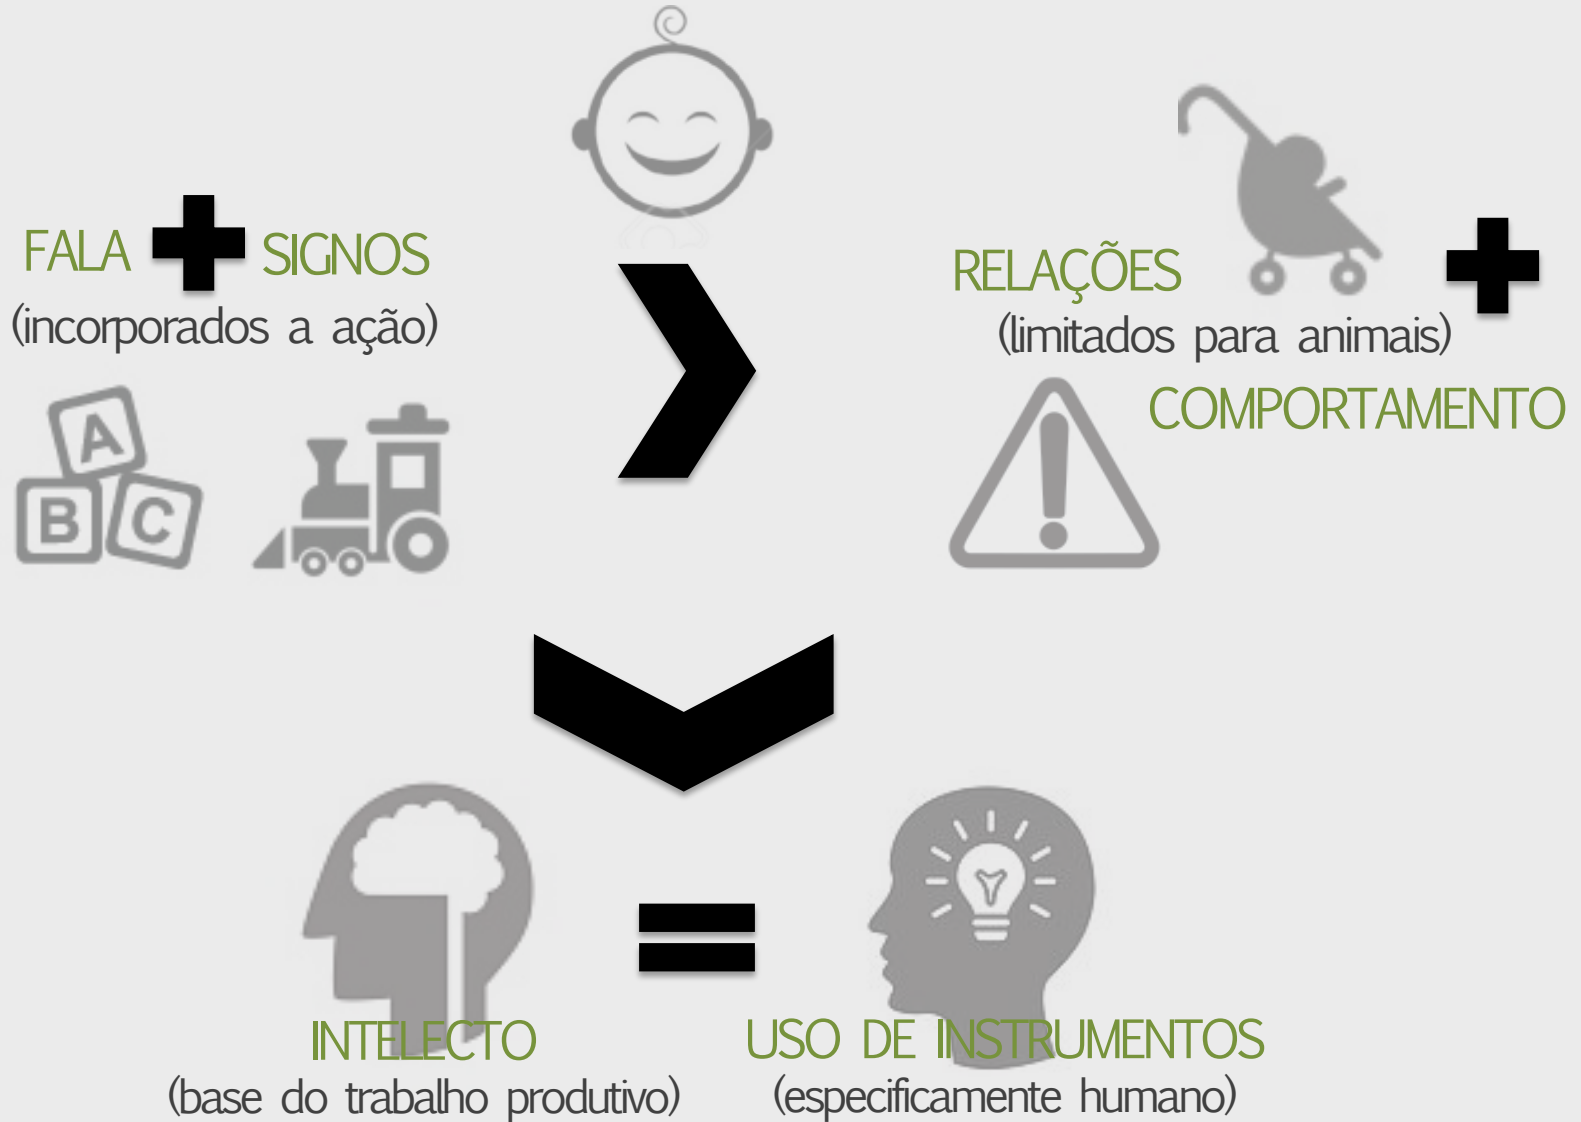 FALA SIGNOS
(incorporados a ação)
A
B C
RELAÇÕES
(limitados para animais)
COMPORTAMENTO
INTELECTO
(base do trabalho produtivo)
USO DE INSTRUMENTOS
(especificamente humano)